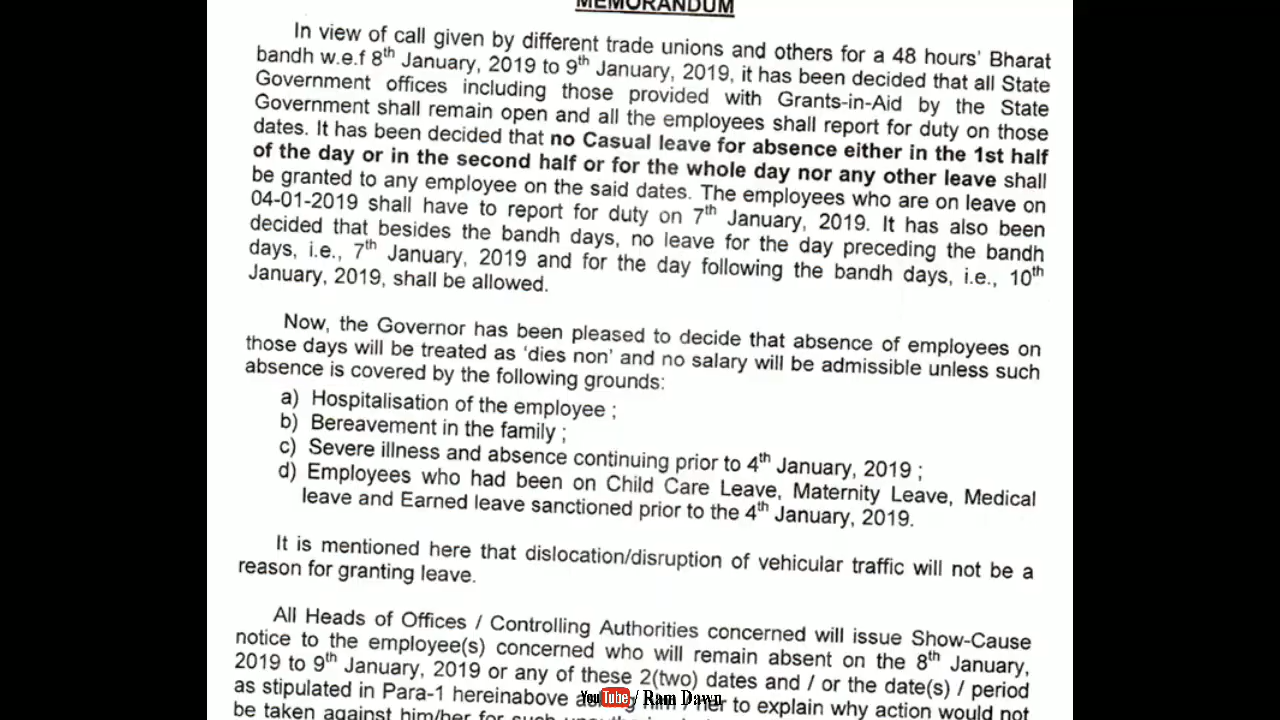 MEMORANDUM
In view of call given by different trade unions and others for a 48 hours' Bharat
bandh w.e.f 8th January, 2019 to 9th January, 2019, it has been decided that all State
Government offices including those provided with Grants-in-Aid by the State
Government shall remain open and all the employees shall report for duty on those
dates. It has been decided that no Casual leave for absence either in the 1st half
of the day or in the second half or for the whole day nor any other leave shall
be granted to any employee on the said dates. The employees who are on leave on
04-01-2019 shall have to report for duty on 7th January, 2019. It has also been
decided that besides the bandh days, no leave for the day preceding the bandh
days, i.e., 7th January, 2019 and for the day following the bandh days, i.e., 10th
January, 2019, shall be allowed.
Now, the Governor has been pleased to decide that absence of employees on
those days will be treated as 'dies non' and no salary will be admissible unless such
absence is covered by the following grounds:
a) Hospitalisation of the employee ;
b) Bereavement in the family ;
c) Severe illness and absence continuing prior to 4th January, 2019 ;
d) Employees who had been on Child Care Leave, Maternity Leave, Medical
leave and Earned leave sanctioned prior to the 4th January, 2019.
It is mentioned here that dislocation/disruption of vehicular traffic will not be a
reason for granting leave.
All Heads of Offices / Controlling Authorities concerned will issue Show-Cause
notice to the employee(s) concerned who will remain absent on the 8th January,
2019 to 9th January, 2019 or any of these 2(two) dates and / or the date(s) / period
as stipulated in Para-1 hereinabove him / her to explain why action would not
be taken against him/her for such
YouTube / Ram Dawn